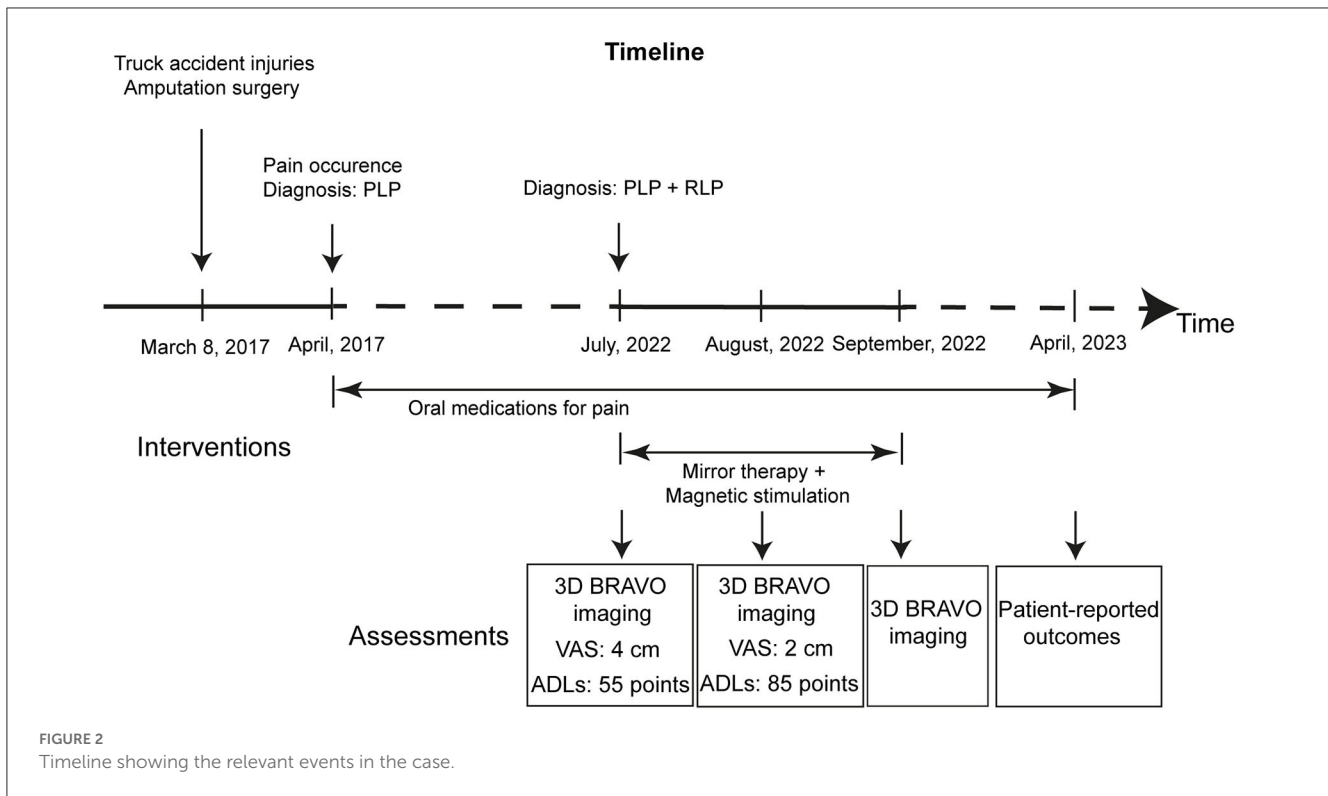 Timeline
Truck accident injuries
Amputation surgery
Pain occurence
Diagnosis: PLP
Diagnosis: PLP + RLP
Time
March 8, 2017
April, 2017
July, 2022
August, 2022
September, 2022
April, 2023
Oral medications for pain
Interventions
Mirror therapy +
Magnetic stimulation
Assessments
3D BRAVO
imaging
VAS: 4 cm
ADLs: 55 points
3D BRAVO
imaging
VAS: 2 cm
ADLs: 85 points
3D BRAVO
imaging
Patient-reported
outcomes
FIGURE 2
Timeline showing the relevant events in the case.